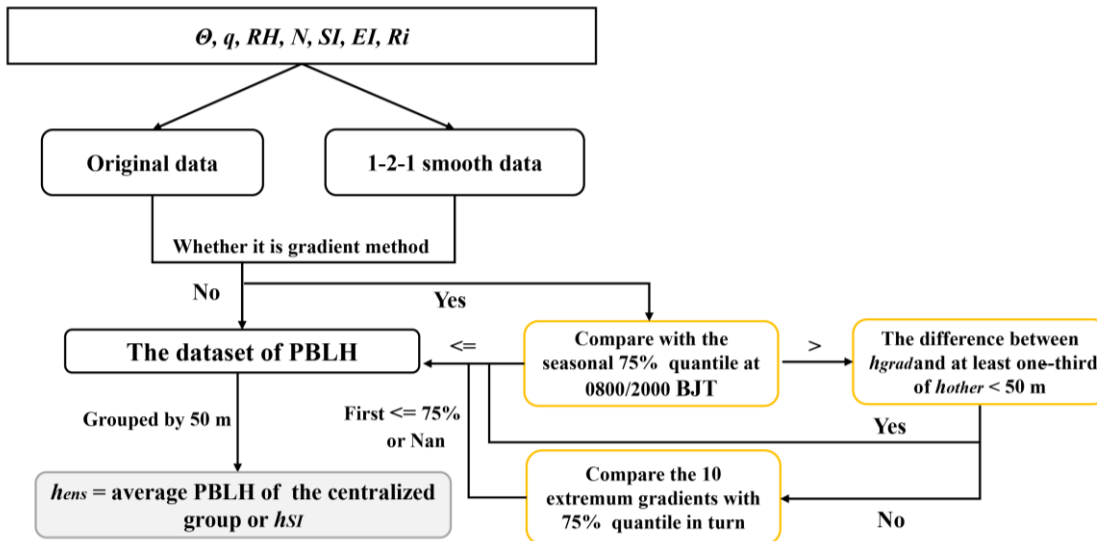 Θ, q, RH, N, SI, EI, Ri
Original data
1-2-1 smooth data
Whether it is gradient method
No
Yes
The dataset of PBLH
<=
Compare with the
seasonal 75% quantile at
0800/2000 BJT
>
The difference between
hgrad and at least one-third
of hother < 50 m
Grouped by 50 m
First <= 75%
or Nan
Yes
hens = average PBLH of the centralized
group or hSI
Compare the 10
extremum gradients with
75% quantile in turn
No